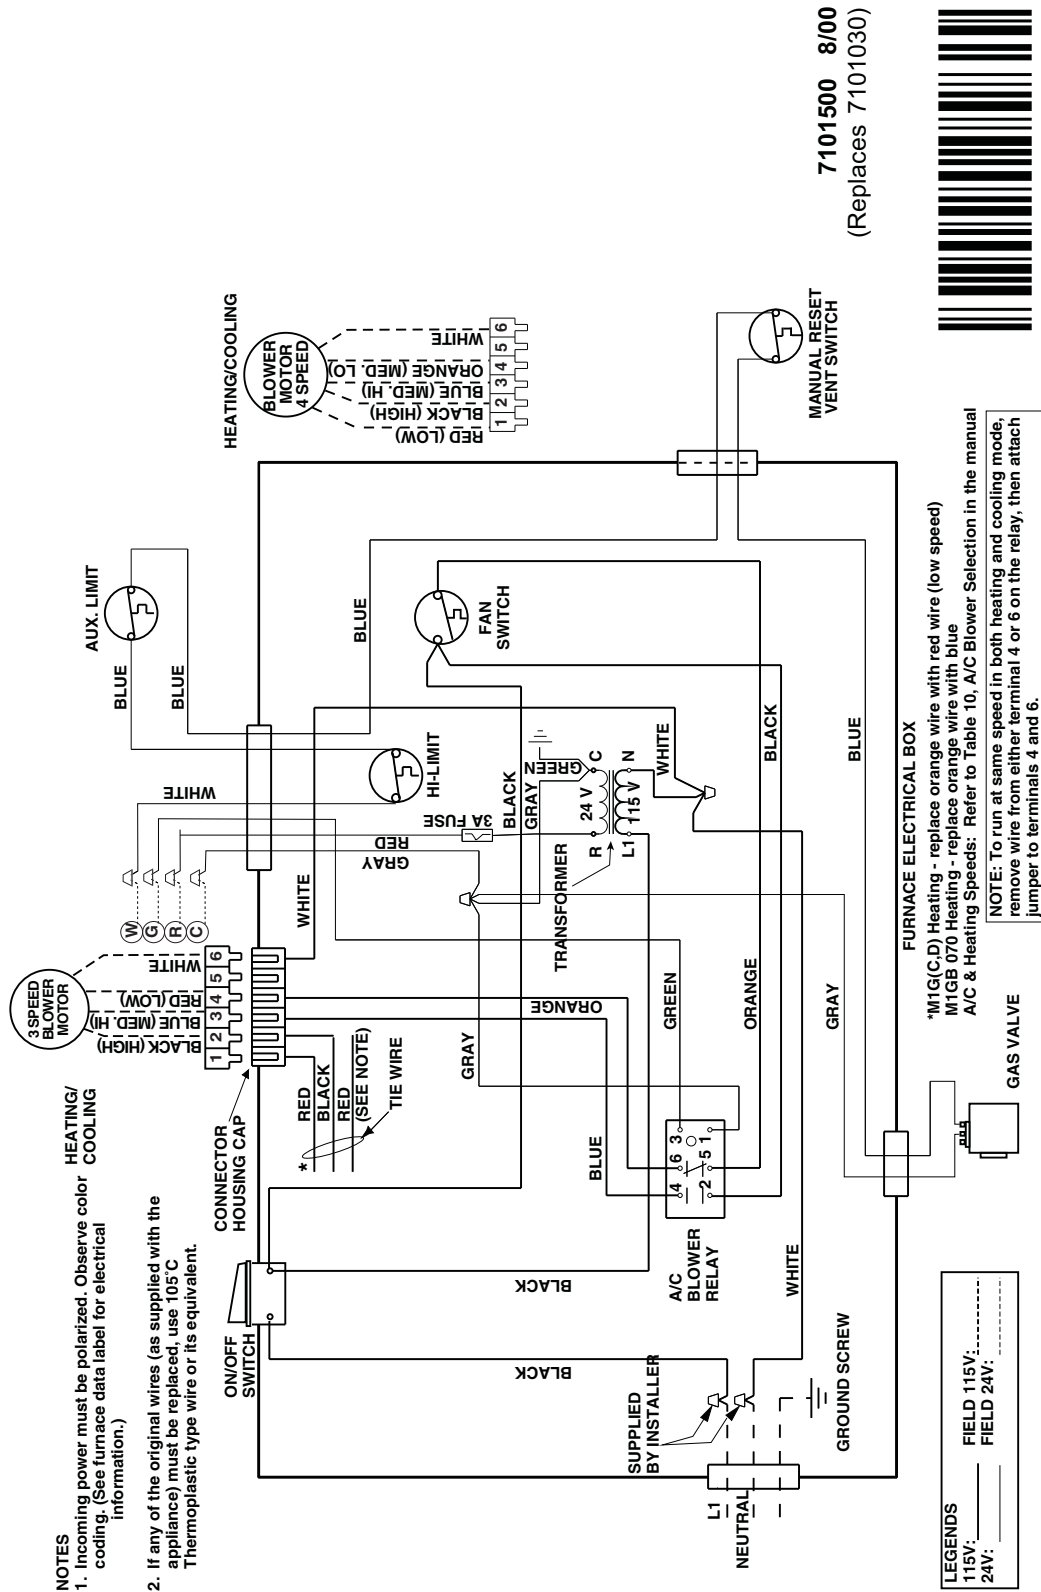 NOTES
1. Incoming power must be polarized. Observe color
coding. (See furnace data label for electrical
information.)
2. If any of the original wires (as supplied with the
appliance) must be replaced, use 105˚C
Thermoplastic type wire or its equivalent.
HEATING/
COOLING
3 SPEED
BLOWER
MOTOR
BLACK (HIGH)
BLUE (MED. HI
RED (LOW)
WHITE
1 2 3 4 5 6
W
G
R
C
CONNECTOR
HOUSING CAP
ON/OFF
SWITCH
*
RED
BLACK
RED
(SEE NOTE)
TIE WIRE
WHITE
WHITE
BLUE
BLUE
AUX. LIMIT
HI-LIMIT
BLUE
HEATING/COOLING
BLOWER
MOTOR
4 SPEED
RED (LOW)
BLACK (HIGH)
BLUE (MED. HI
ORANGE (MED. LO)
WHITE
1 2 3 4 5 6
GRAY
RED
3A FUSE
BLACK
GRAY
GREEN
FAN
SWITCH
TRANSFORMER
R
24 V
C
L1
115 V
N
WHITE
ORANGE
GRAY
BLUE
GREEN
ORANGE
BLACK
BLACK
BLACK
A/C
BLOWER
RELAY
4 6 3
2 5 1
WHITE
GRAY
BLUE
SUPPLIED
BY INSTALLER
L1
NEUTRAL
GROUND SCREW
FURNACE ELECTRICAL BOX
GAS VALVE
MANUAL RESET
VENT SWITCH
7101500 8/00
(Replaces 7101030)
*M1G(C,D) Heating - replace orange wire with red wire (low speed)
M1GB 070 Heating - replace orange wire with blue
A/C & Heating Speeds: Refer to Table 10, A/C Blower Selection in the manual
NOTE: To run at same speed in both heating and cooling mode,
remove wire from either terminal 4 or 6 on the relay, then attach
jumper to terminals 4 and 6.
LEGENDS
115V:
24V:
FIELD 115V:
FIELD 24V: